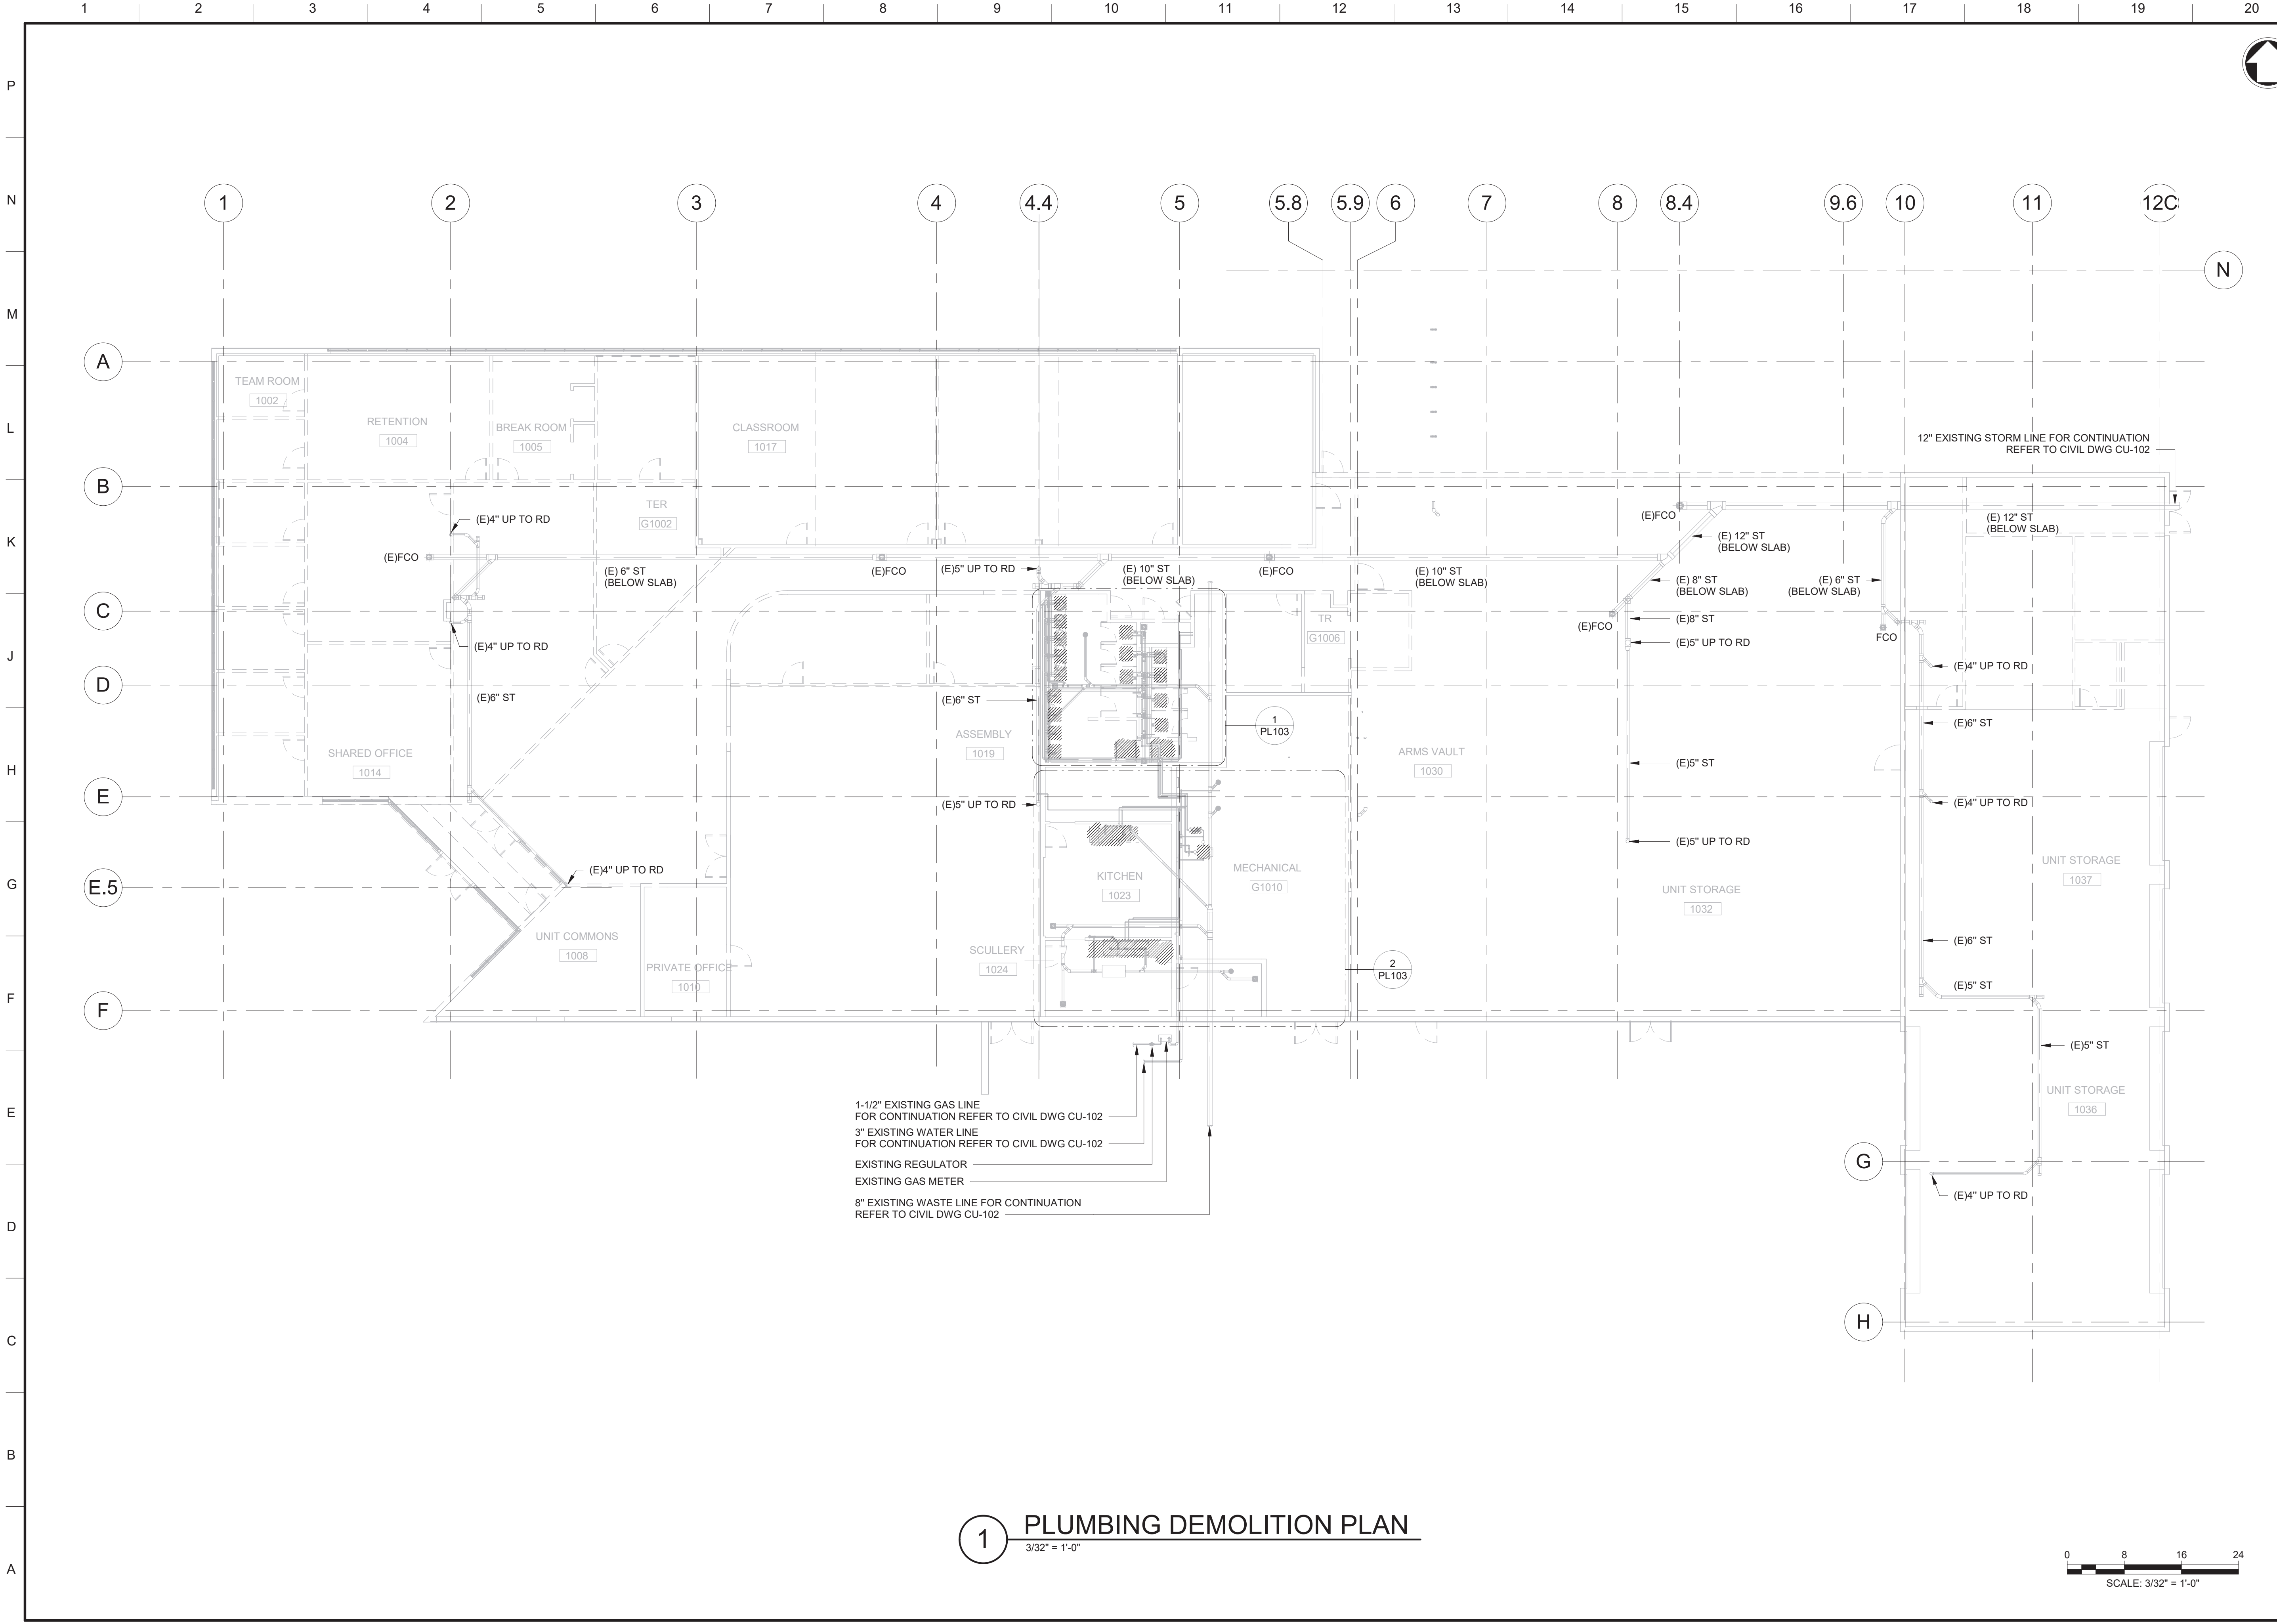 1 2 3 4 5 6 7 8 9 10 11 12 13 14 15 16 17 18 19 20
P
N
M
L
K
J
H
G
F
E
D
C
B
A
1 2 3 4 4.4 5 5.8 5.9 6 7 8 8.4 9.6 10 11 12C
N
A
B
C
D
E
E.5
F
G
H
TEAM ROOM
1002
RETENTION
1004
BREAK ROOM
1005
CLASSROOM
1017
TER
G1002
12" EXISTING STORM LINE FOR CONTINUATION
REFER TO CIVIL DWG CU-102
(E)4" UP TO RD
(E)FCO
(E) 6" ST
(BELOW SLAB)
(E)FCO
(E)5" UP TO RD
(E) 10" ST
(BELOW SLAB)
(E)FCO
(E) 10" ST
(BELOW SLAB)
(E)FCO
(E) 12" ST
(BELOW SLAB)
(E) 12" ST
(BELOW SLAB)
(E) 8" ST
(BELOW SLAB)
(E) 6" ST
(BELOW SLAB)
(E)FCO
(E)8" ST
(E)5" UP TO RD
FCO
(E)4" UP TO RD
(E)4" UP TO RD
(E)6" ST
(E)6" ST
TR
G1006
1
PL103
ASSEMBLY
1019
SHARED OFFICE
1014
ARMS VAULT
1030
(E)6" ST
(E)5" ST
(E)5" UP TO RD
(E)4" UP TO RD
(E)5" UP TO RD
(E)4" UP TO RD
KITCHEN
1023
MECHANICAL
G1010
UNIT STORAGE
1032
UNIT STORAGE
1037
UNIT COMMONS
1008
PRIVATE OFFICE
1010
SCULLERY
1024
2
PL103
(E)6" ST
(E)5" ST
(E)5" ST
UNIT STORAGE
1036
(E)4" UP TO RD
1-1/2" EXISTING GAS LINE
FOR CONTINUATION REFER TO CIVIL DWG CU-102
3" EXISTING WATER LINE
FOR CONTINUATION REFER TO CIVIL DWG CU-102
EXISTING REGULATOR
EXISTING GAS METER
8" EXISTING WASTE LINE FOR CONTINUATION
REFER TO CIVIL DWG CU-102
1 PLUMBING DEMOLITION PLAN
3/32" = 1'-0"
0 8 16 24
SCALE: 3/32" = 1'-0"